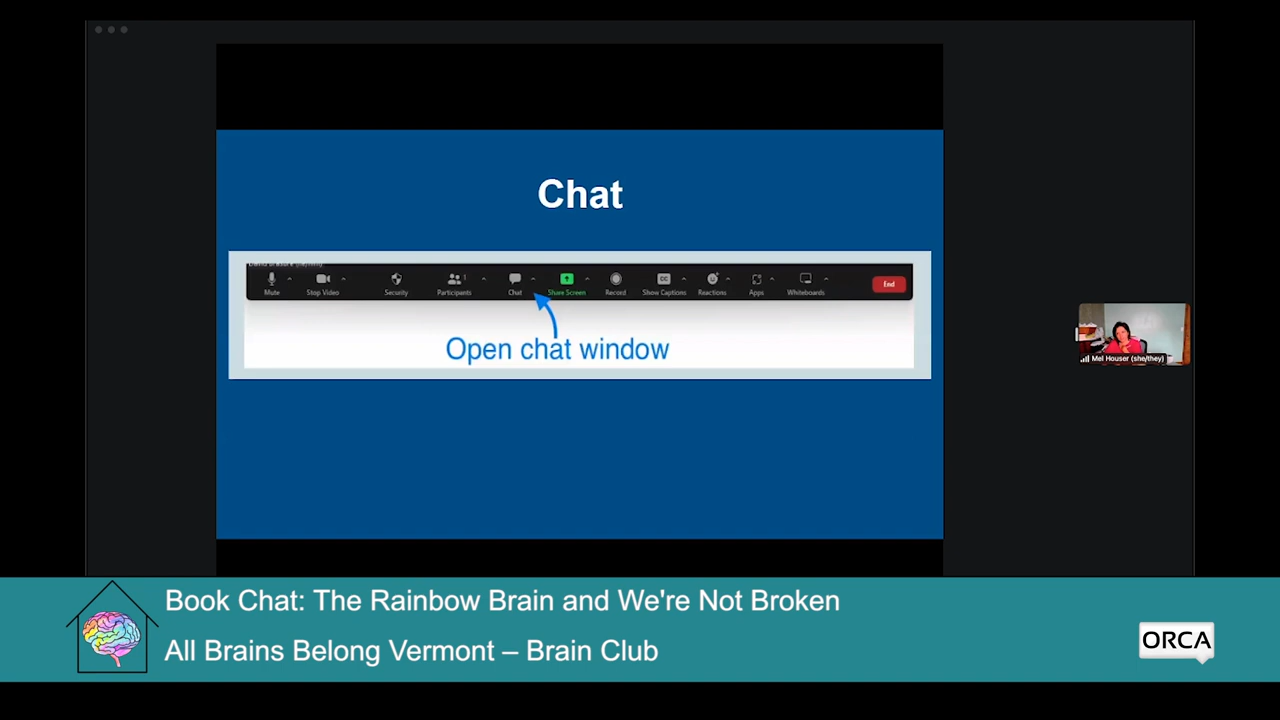 Chat
Mute
Stop Video
Security
Participants
1
Chat
Share Screen
Record
CC
Show Captions
Reactions
Apps
Whiteboards
End
Open chat window
Mel Houser (she/they)
Book Chat: The Rainbow Brain and We're Not Broken
All Brains Belong Vermont – Brain Club
ORCA